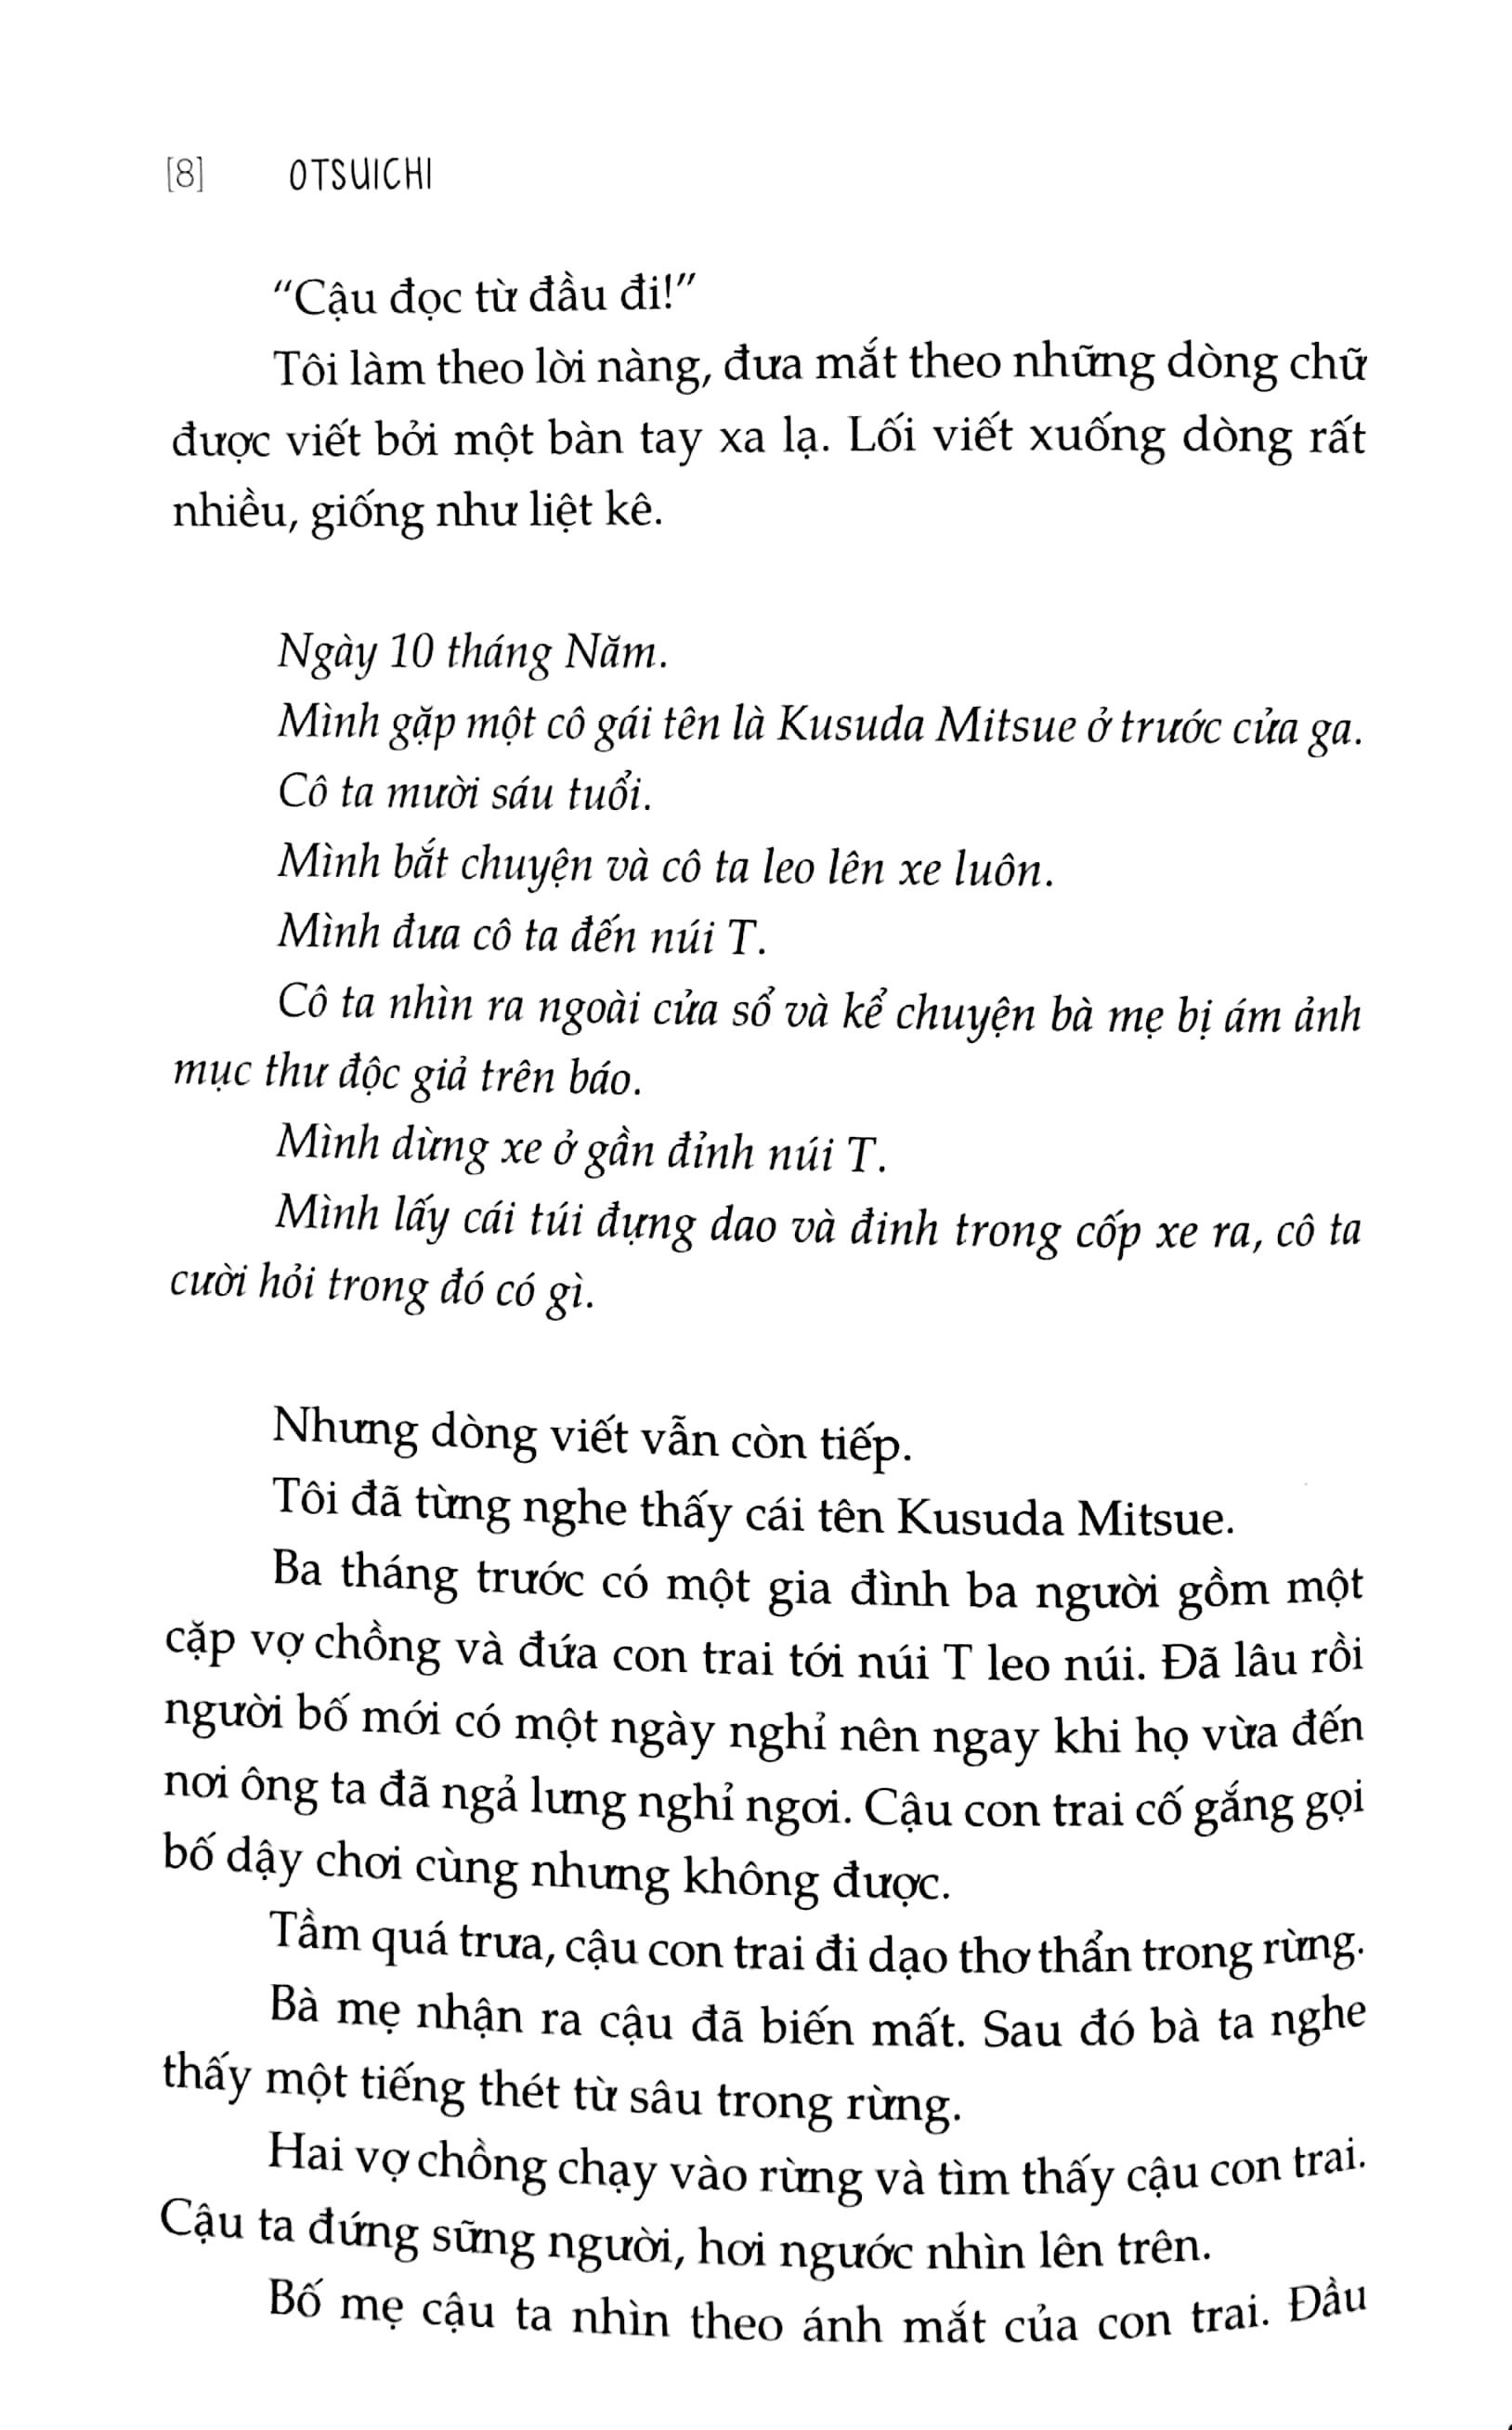 [8] OTSUICHI
“Cậu đọc từ đầu đi!”
Tôi làm theo lời nàng, đưa mắt theo những dòng chữ
được viết bởi một bàn tay xa lạ. Lối viết xuống dòng rất
nhiều, giống như liệt kê.
Ngày 10 tháng Năm.
Mình gặp một cô gái tên là Kusuda Mitsue ở trước cửa ga.
Cô ta mười sáu tuổi.
Mình bắt chuyện và cô ta leo lên xe luôn.
Mình đưa cô ta đến núi T.
Cô ta nhìn ra ngoài cửa sổ và kể chuyện bà mẹ bị ám ảnh
mục thư độc giả trên báo.
Mình dừng xe ở gần đỉnh núi T.
Mình lấy cái túi đựng dao và đinh trong cốp xe ra, cô ta
cười hỏi trong đó có gì.
Nhưng dòng viết vẫn còn tiếp.
Tôi đã từng nghe thấy cái tên Kusuda Mitsue.
Ba tháng trước có một gia đình ba người gồm một
cặp vợ chồng và đứa con trai tới núi T leo núi. Đã lâu rồi
người bố mới có một ngày nghỉ nên ngay khi họ vừa đến
nơi ông ta đã ngả lưng nghỉ ngơi. Cậu con trai cố gắng gọi
bố dậy chơi cùng nhưng không được.
Tầm quá trưa, cậu con trai đi dạo thơ thẩn trong rừng.
Bà mẹ nhận ra cậu đã biến mất. Sau đó bà ta nghe
thấy một tiếng thét từ sâu trong rừng.
Hai vợ chồng chạy vào rừng và tìm thấy cậu con trai.
Cậu ta đứng sững người, hơi ngước nhìn lên trên.
Bố mẹ cậu ta nhìn theo ánh mắt của con trai. Đầu